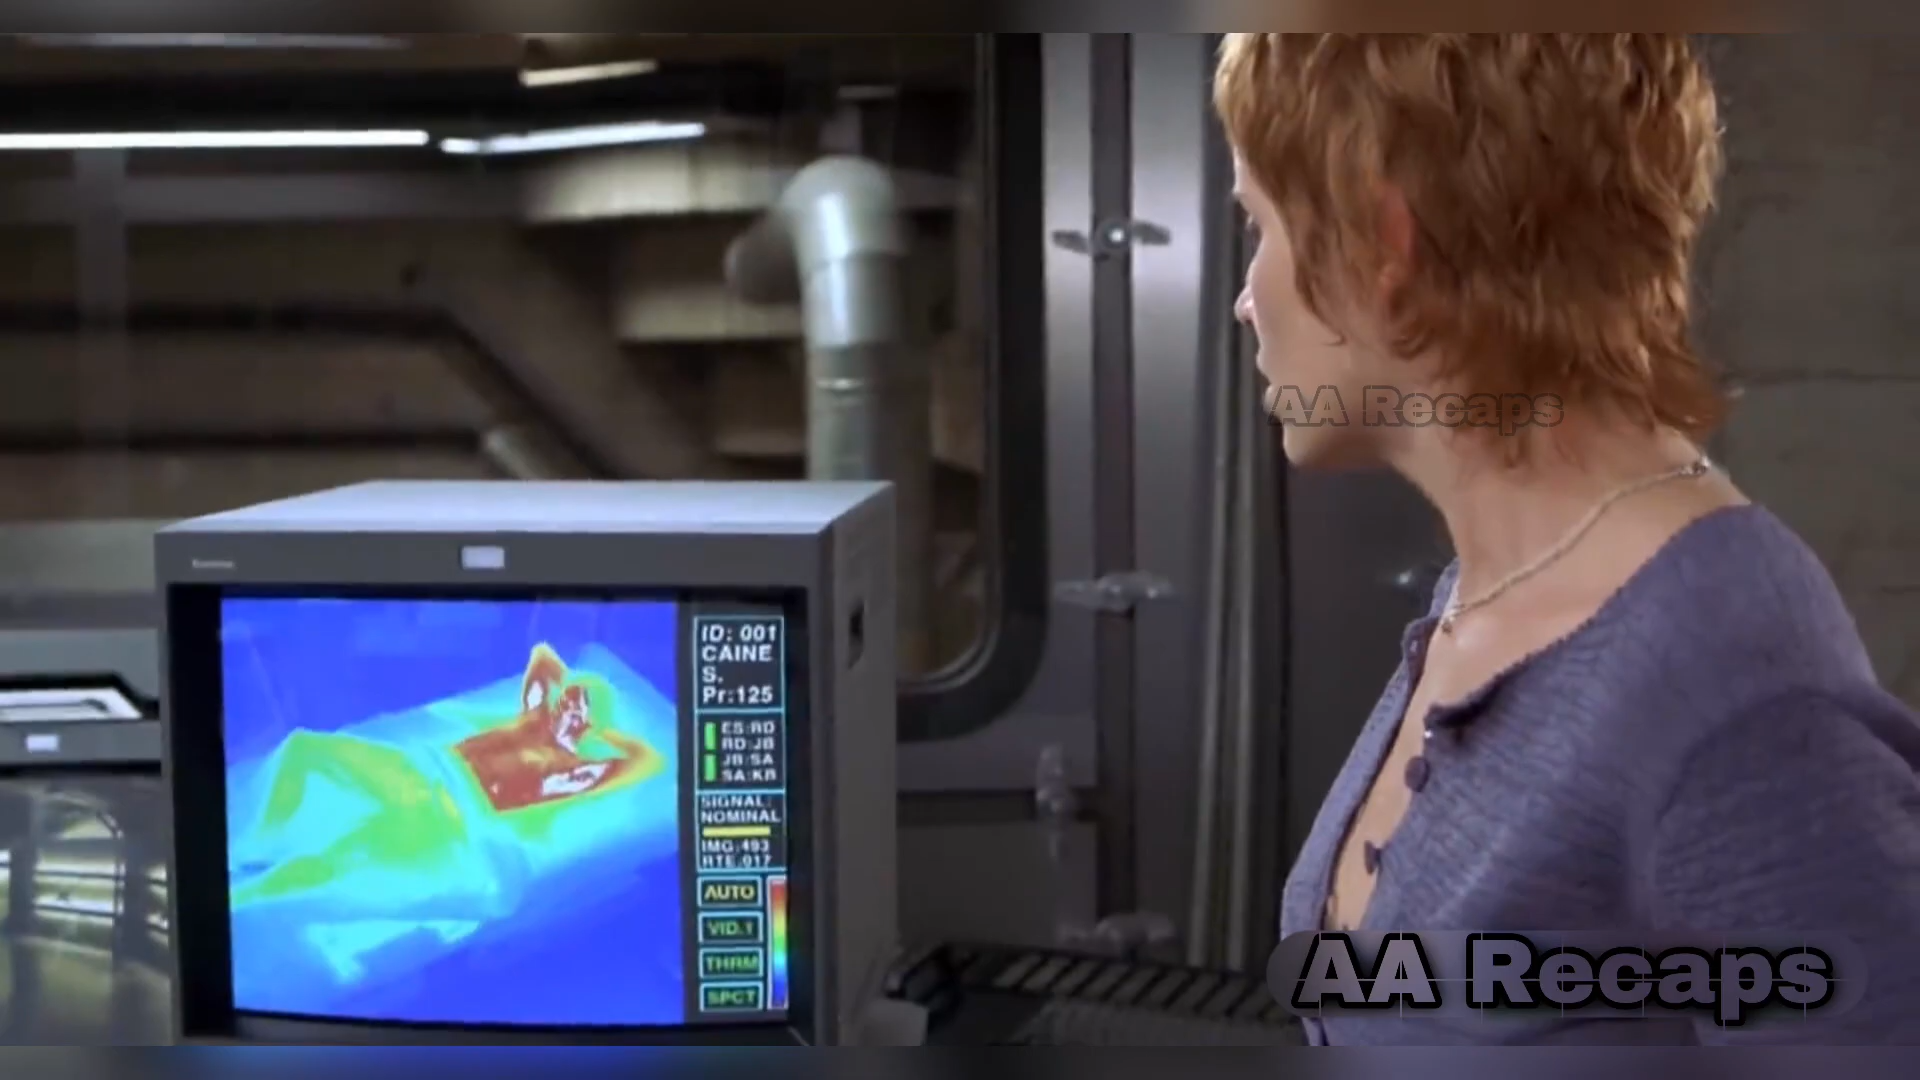 ID: 001
CAINE
S.
Pr:125
ES:RD
RD:JB
JB:SA
SA:KB
SIGNAL:
NOMINAL
IMG:493
RTE:017
AUTO
VID.1
THRM
SPCT
AA Recaps
AA Recaps